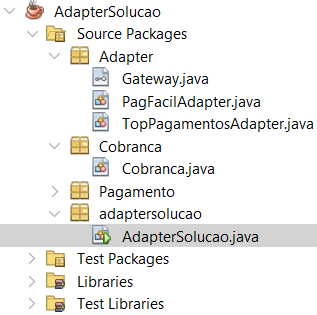 AdapterSolucao
Source Packages
Adapter
Gateway.java
PagFacilAdapter.java
TopPagamentosAdapter.java
Cobranca
Cobranca.java
Pagamento
adaptersolucao
AdapterSolucao.java
Test Packages
Libraries
Test Libraries